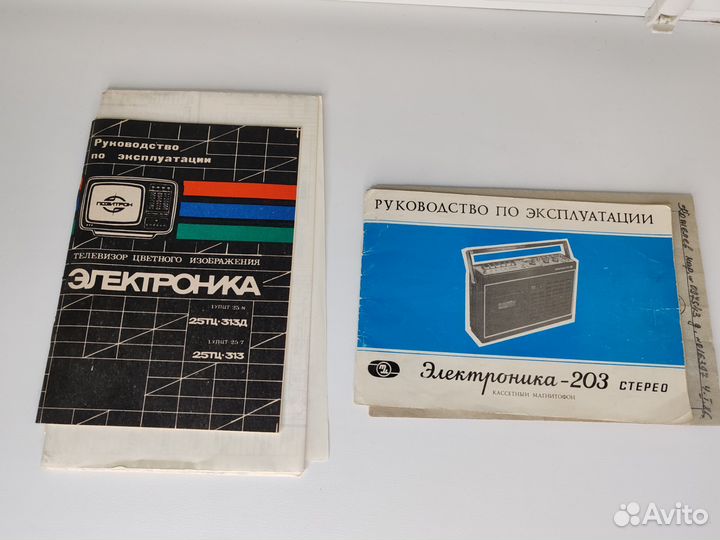 Руководство
по эксплуатации
ПОЗИТРОН
ТЕЛЕВИЗОР ЦВЕТНОГО ИЗОБРАЖЕНИЯ
ЭЛЕКТРОНИКА
25ТЦ-313Д
25ТЦ-313
РУКОВОДСТВО ПО ЭКСПЛУАТАЦИИ
Электроника-203 СТЕРЕО
КАССЕТНЫЙ МАГНИТОФОН
Avito